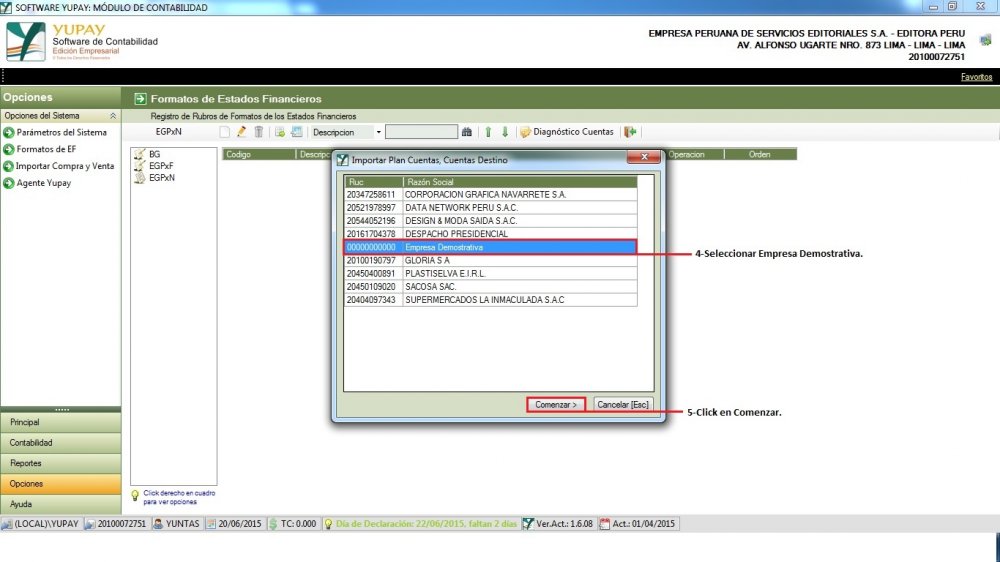 SOFTWARE YUPAY: MÓDULO DE CONTABILIDAD
YUPAY
Software de Contabilidad
Edición Empresarial
EMPRESA PERUANA DE SERVICIOS EDITORIALES S.A. - EDITORA PERU
AV. ALFONSO UGARTE NRO. 873 LIMA - LIMA - LIMA
20100072751
Favoritos
Opciones
Formatos de Estados Financieros
Opciones del Sistema
Registro de Rubros de Formatos de los Estados Financieros
Parámetros del Sistema
Formatos de EF
Importar Compra y Venta
Agente Yupay
EGPxN
Descripcion
Diagnóstico Cuentas
BG
EGPxF
EGPxN
Codigo
Descripc
Operacion
Orden
Importar Plan Cuentas, Cuentas Destino
Ruc Razón Social
20347258611 CORPORACION GRAFICA NAVARRETE S.A.
20521978997 DATA NETWORK PERU S.A.C.
20544052196 DESIGN & MODA SAIDA S.A.C.
20161704378 DESPACHO PRESIDENCIAL
00000000000 Empresa Demostrativa
20100190797 GLORIA S A
20450400891 PLASTISELVA E.I.R.L.
20450109020 SACOSA SAC.
20404097343 SUPERMERCADOS LA INMACULADA S.A.C
4-Seleccionar Empresa Demostrativa.
Comenzar >
Cancelar [Esc]
5-Click en Comenzar.
Principal
Contabilidad
Reportes
Opciones
Ayuda
Click derecho en cuadro
para ver opciones
(LOCAL)\YUPAY
20100072751
YUNTAS
20/06/2015
TC: 0.000
Día de Declaración: 22/06/2015, faltan 2 días
Ver.Act.: 1.6.08
Act.: 01/04/2015